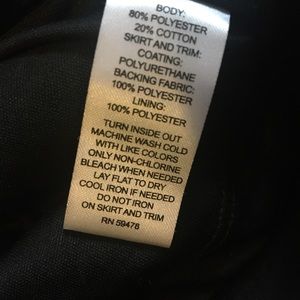 BODY:
80% POLYESTER
20% COTTON
SKIRT AND TRIM:
COATING:
POLYURETHANE
BACKING FABRIC:
100% POLYESTER
LINING:
100% POLYESTER
TURN INSIDE OUT
MACHINE WASH COLD
WITH LIKE COLORS
ONLY NON-CHLORINE
BLEACH WHEN NEEDED
LAY FLAT TO DRY
COOL IRON IF NEEDED
DO NOT IRON
ON SKIRT AND TRIM
RN 59478